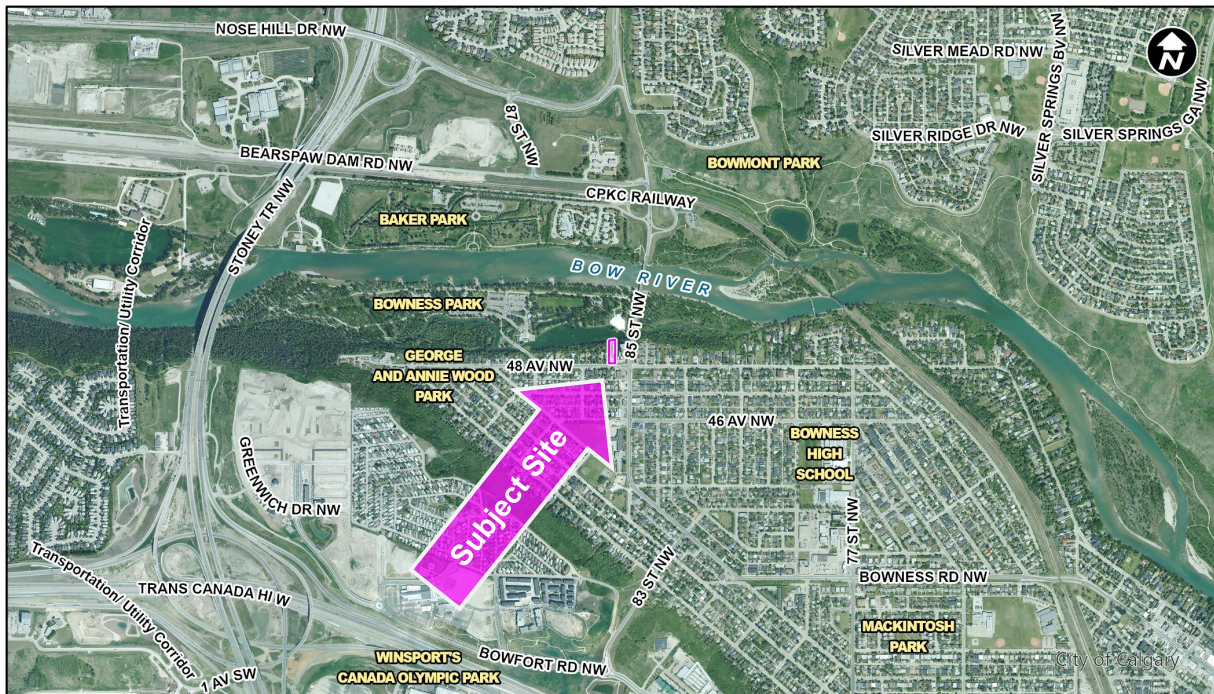 NOSE HILL DR NW
SILVER MEAD RD NW
SILVER SPRINGS BV NW
N
87 ST NW
SILVER RIDGE DR NW
SILVER SPRINGS GA NW
BEARSPAW DAM RD NW
BOWMONT PARK
CPKC RAILWAY
STONEY TR NW
BAKER PARK
Transportation/ Utility Corridor
BOW RIVER
BOWNESS PARK
85 ST NW
GEORGE
AND ANNIE WOOD
PARK
48 AV NW
46 AV NW
BOWNESS
HIGH
SCHOOL
GREENWICH DR NW
Subject Site
77 ST NW
Transportation/ Utility Corridor
TRANS CANADA HI W
83 ST NW
BOWNESS RD NW
MACKINTOSH
PARK
1 AV SW
WINSPORT'S
CANADA OLYMPIC PARK
BOWFORT RD NW
City of Calgary